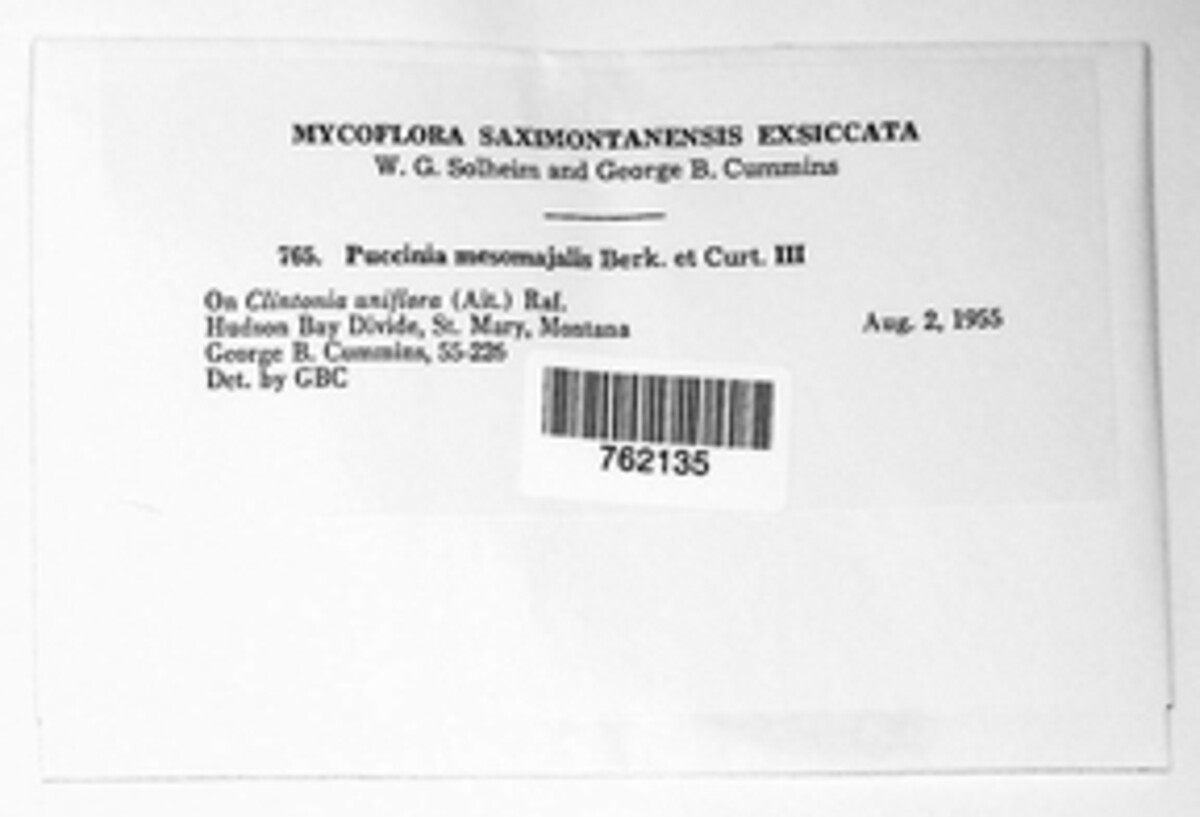 MYCOFLORA SAXIMONTANENSIS EXSICCATA
W. G. Solheim and George B. Cummins
765. Puccinia mesomajalis Berk. et Curt. III
On Clintonia uniflora (Ait.) Raf.
Hudson Bay Divide, St. Mary, Montana Aug. 2, 1955
George B. Cummins, 55-226
Det. by GBC
762135